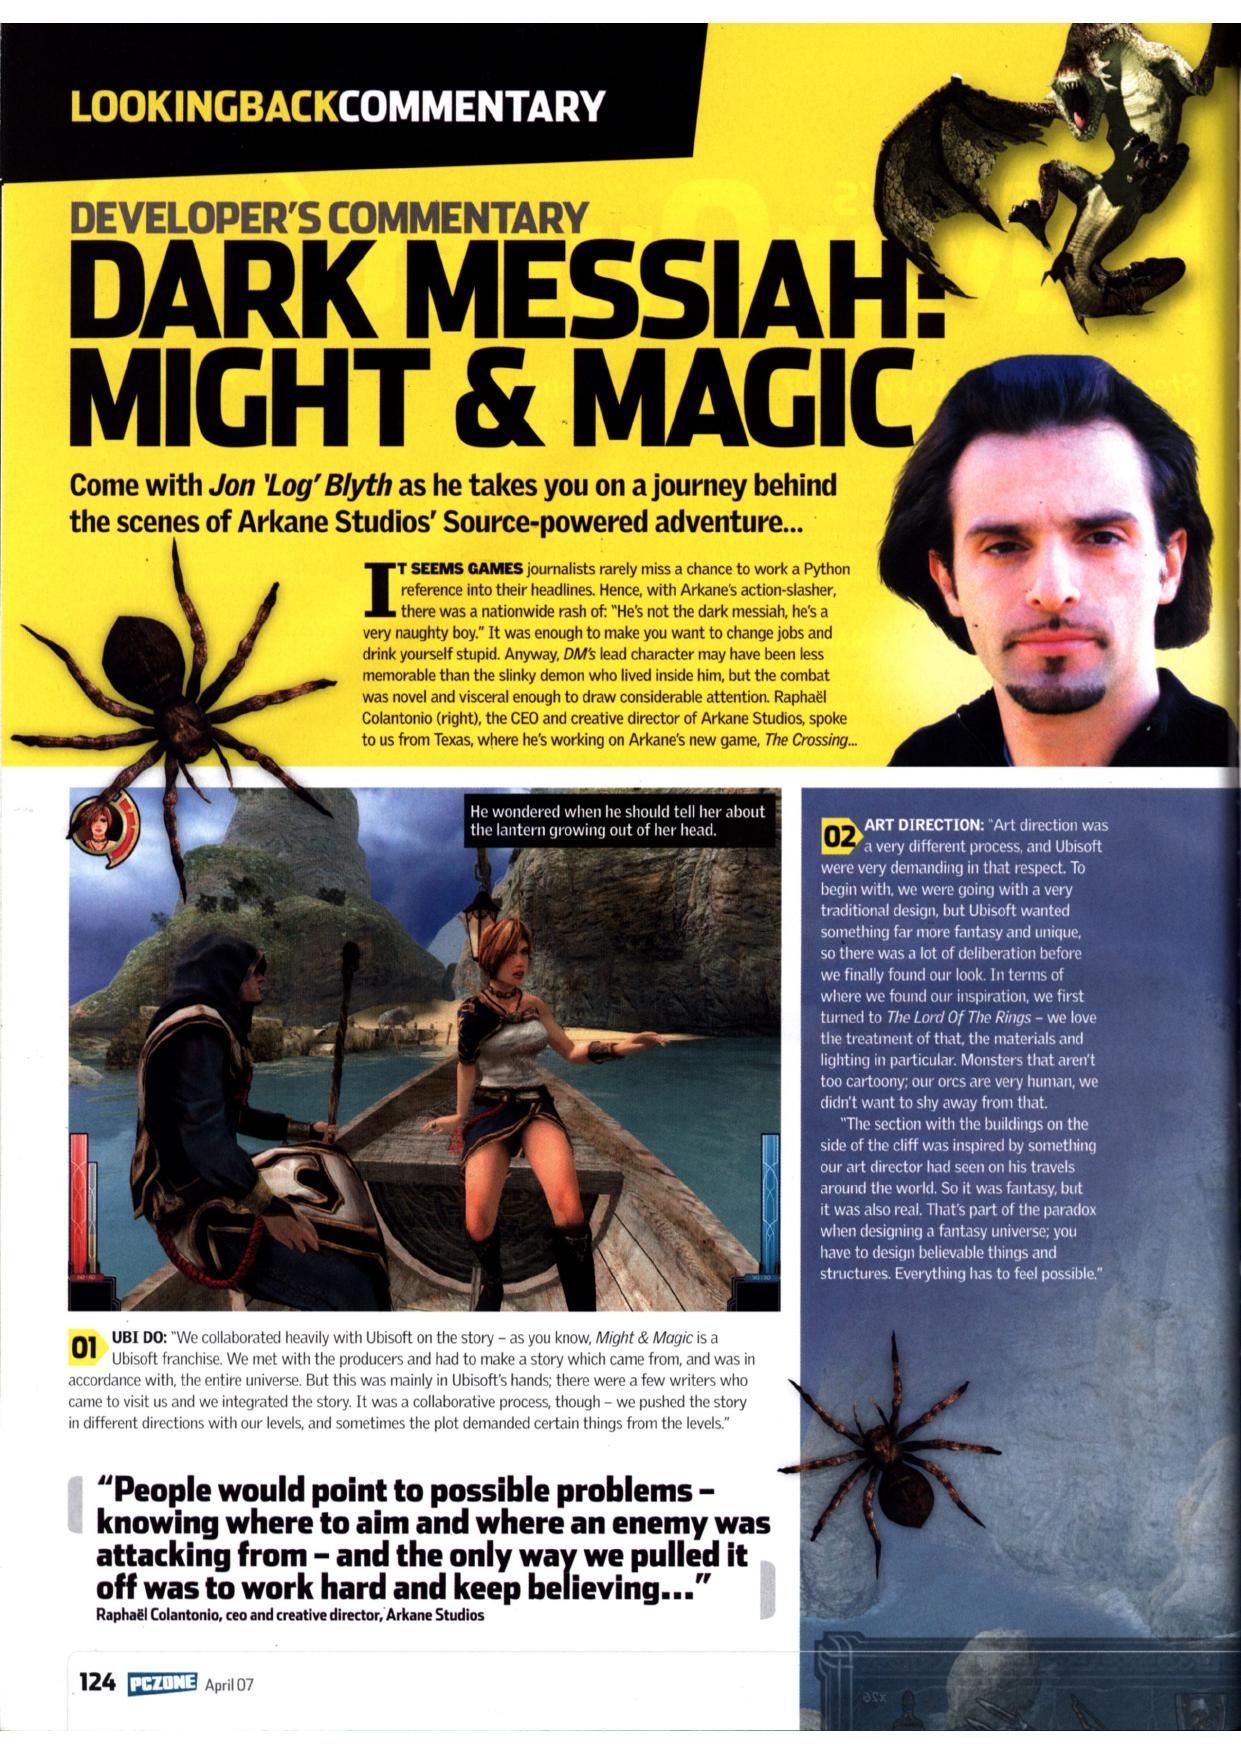 LOOKINGBACKCOMMENTARY
DEVELOPER'S COMMENTARY
DARK MESSIAH:
MIGHT & MAGIC
Come with Jon 'Log' Blyth as he takes you on a journey behind
the scenes of Arkane Studios' Source-powered adventure...
IT SEEMS GAMES journalists rarely miss a chance to work a Python
reference into their headlines. Hence, with Arkane's action-slasher,
there was a nationwide rash of: "He's not the dark messiah, he's a
very naughty boy." It was enough to make you want to change jobs and
drink yourself stupid. Anyway, DM's lead character may have been less
memorable than the slinky demon who lived inside him, but the combat
was novel and visceral enough to draw considerable attention. Raphaël
Colantonio (right), the CEO and creative director of Arkane Studios, spoke
to us from Texas, where he's working on Arkane's new game, The Crossing...
He wondered when he should tell her about
the lantern growing out of her head.
01 UBI DO: "We collaborated heavily with Ubisoft on the story – as you know, Might & Magic is a
Ubisoft franchise. We met with the producers and had to make a story which came from, and was in
accordance with, the entire universe. But this was mainly in Ubisoft's hands; there were a few writers who
came to visit us and we integrated the story. It was a collaborative process, though – we pushed the story
in different directions with our levels, and sometimes the plot demanded certain things from the levels."
"People would point to possible problems –
knowing where to aim and where an enemy was
attacking from – and the only way we pulled it
off was to work hard and keep believing..."
Raphaël Colantonio, ceo and creative director, Arkane Studios
02 ART DIRECTION: "Art direction was
a very different process, and Ubisoft
were very demanding in that respect. To
begin with, we were going with a very
traditional design, but Ubisoft wanted
something far more fantasy and unique,
so there was a lot of deliberation before
we finally found our look. In terms of
where we found our inspiration, we first
turned to The Lord Of The Rings – we love
the treatment of that, the materials and
lighting in particular. Monsters that aren't
too cartoony; our orcs are very human, we
didn't want to shy away from that.
"The section with the buildings on the
side of the cliff was inspired by something
our art director had seen on his travels
around the world. So it was fantasy, but
it was also real. That's part of the paradox
when designing a fantasy universe; you
have to design believable things and
structures. Everything has to feel possible."
124 PCZONE April 07